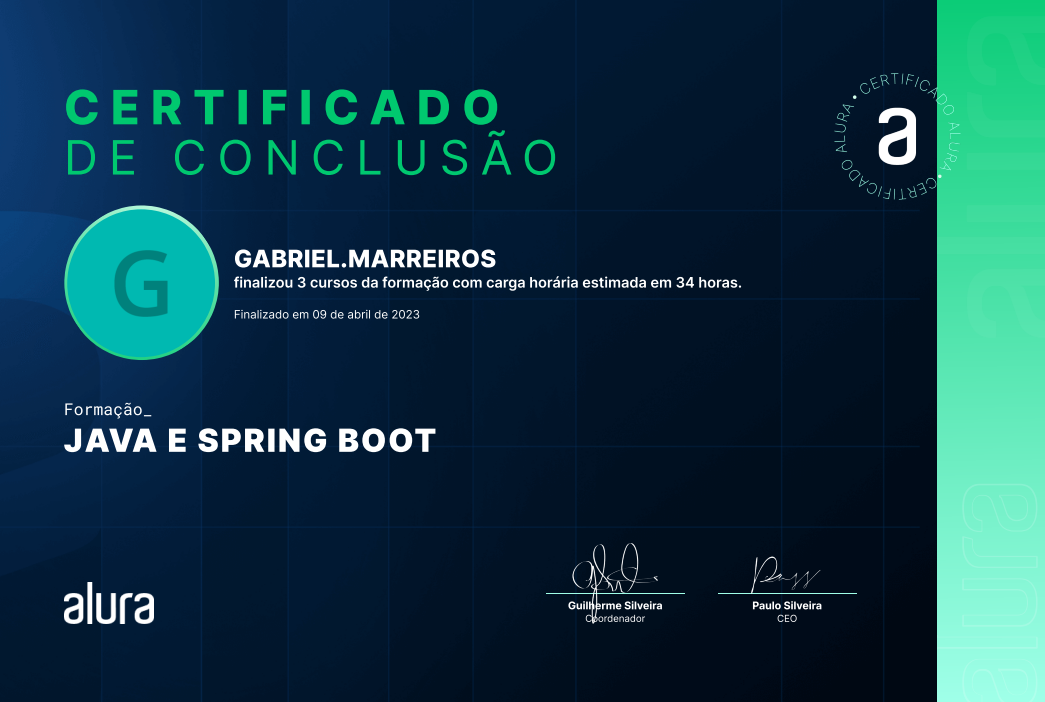 CERTIFICADO
DE CONCLUSÃO
CERTIFICADO ALURA • CERTIFICADO ALURA •
a
G
GABRIEL.MARREIROS
finalizou 3 cursos da formação com carga horária estimada em 34 horas.
Finalizado em 09 de abril de 2023
Formação_
JAVA E SPRING BOOT
alura
Guilherme Silveira
Coordenador
Paulo Silveira
CEO
alura
alura